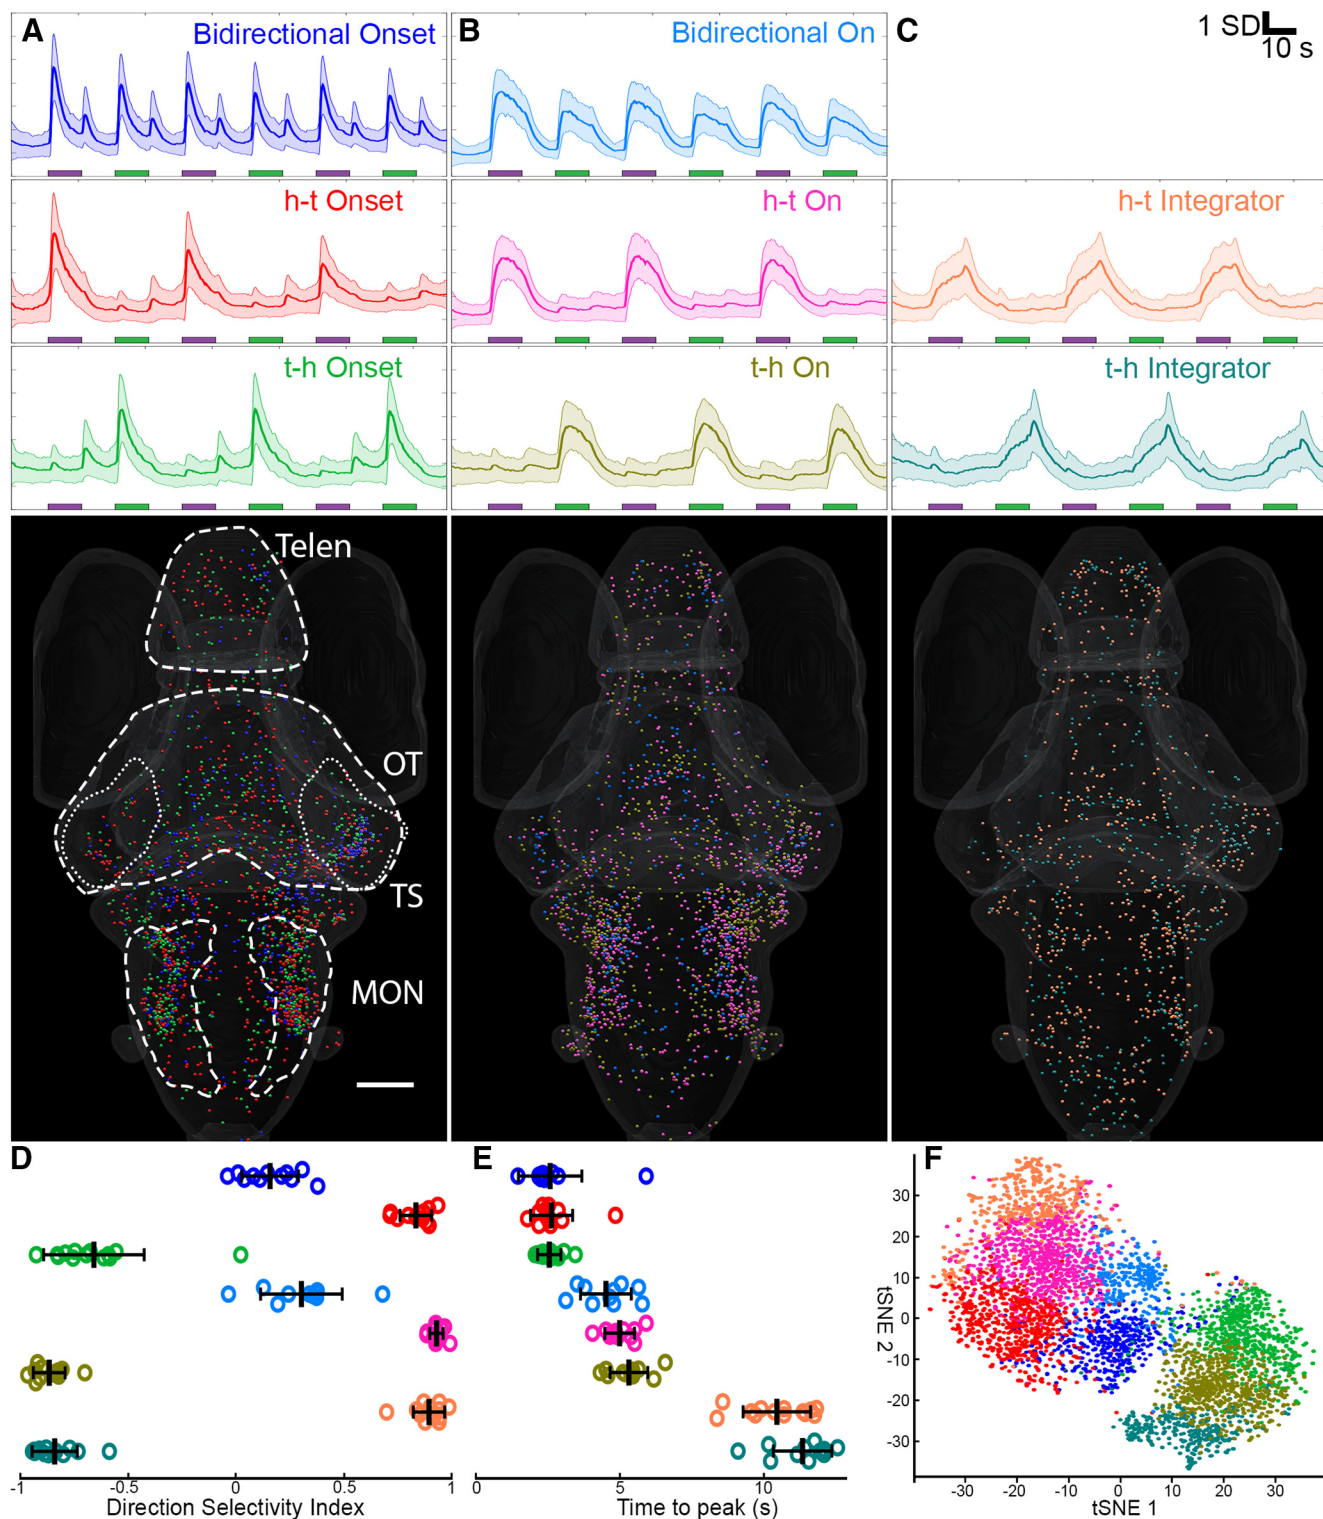 A
Bidirectional Onset
B
Bidirectional On
C
1 SD
10 s
h-t Onset
h-t On
h-t Integrator
t-h Onset
t-h On
t-h Integrator
Telen
OT
TS
MON
D
E
F
-1
-0.5
0
0.5
1
Direction Selectivity Index
5
10
Time to peak (s)
30
20
10
0
-10
-20
-30
tSNE 2
-30
-20
-10
0
10
20
30
tSNE 1